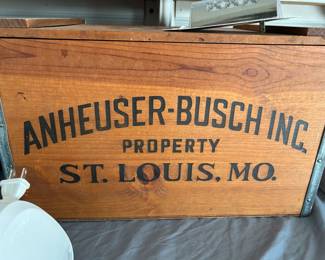 ANHEUSER-BUSCH INC.
PROPERTY
ST. LOUIS, MO.